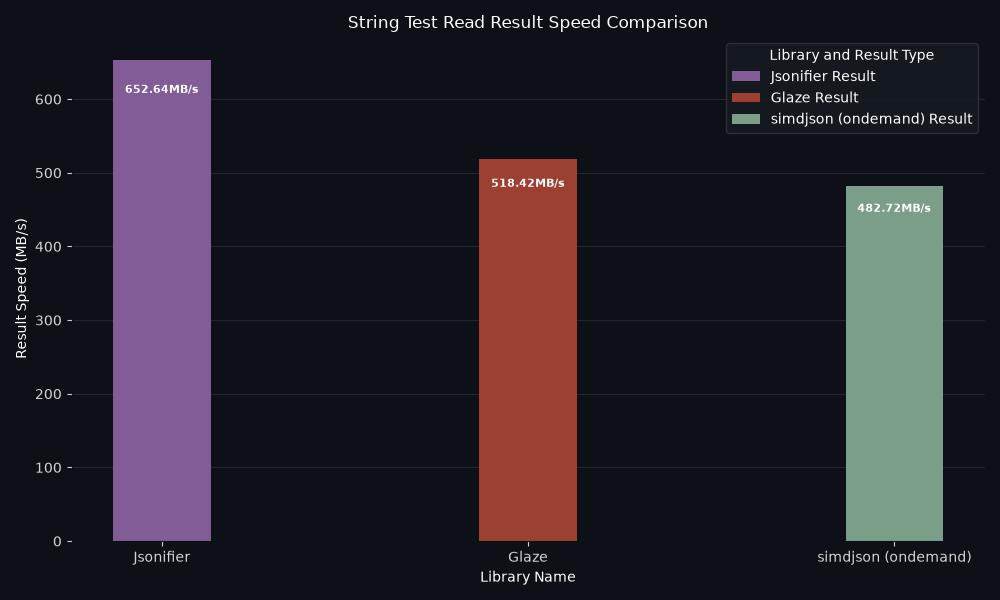 String Test Read Result Speed Comparison
Library and Result Type
Jsonifier Result
Glaze Result
simdjson (ondemand) Result
652.64MB/s
518.42MB/s
482.72MB/s
Result Speed (MB/s)
600
500
400
300
200
100
0
Jsonifier
Glaze
simdjson (ondemand)
Library Name